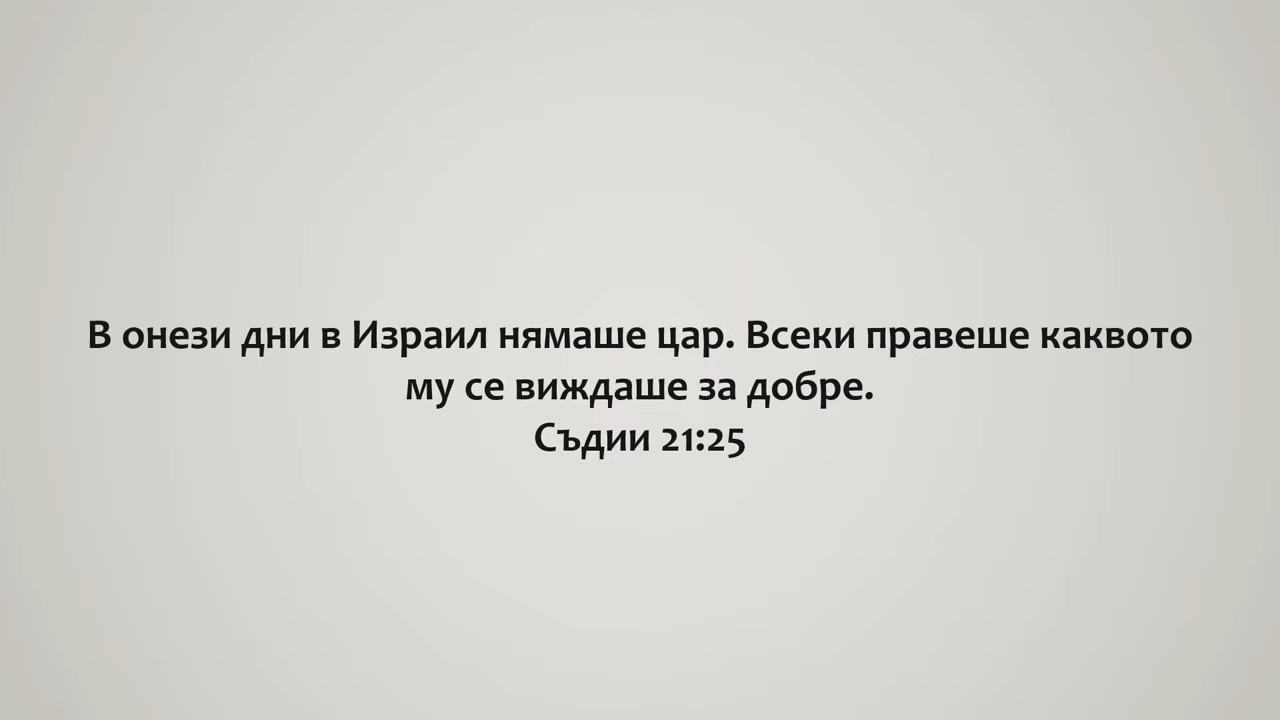 В онези дни в Израил нямаше цар. Всеки правеше каквото
му се виждаше за добре.
Съдии 21:25